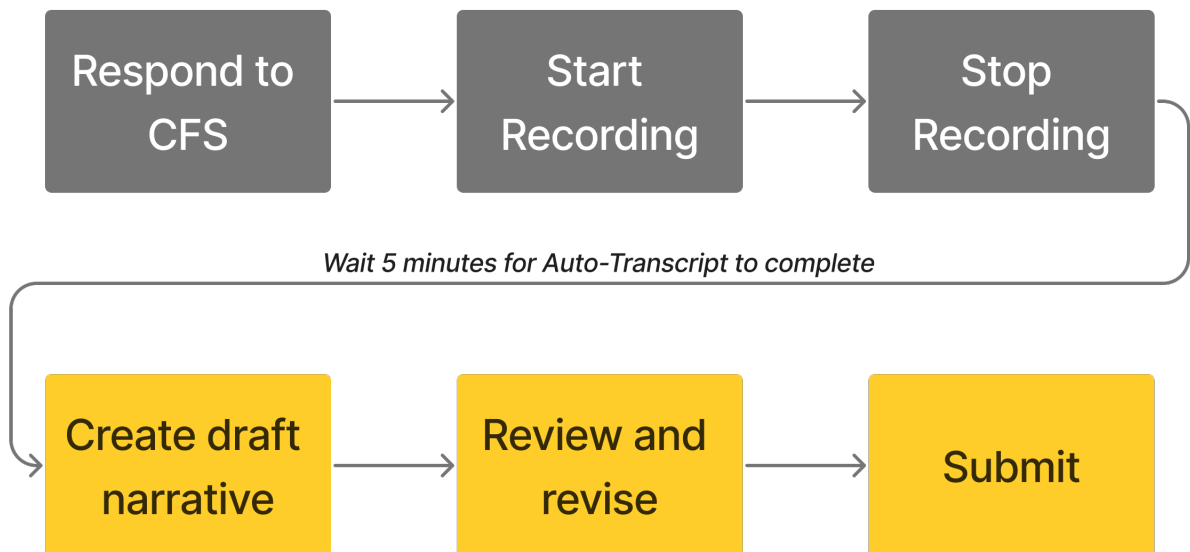 Respond to
CFS
Start
Recording
Stop
Recording
Wait 5 minutes for Auto-Transcript to complete
Create draft
narrative
Review and
revise
Submit